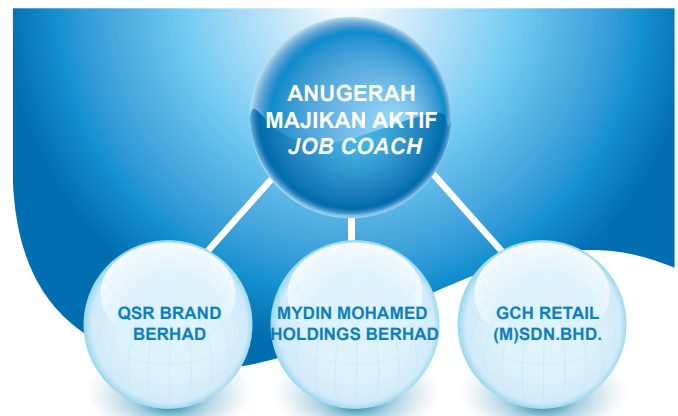 ANUGERAH
MAJIKAN AKTIF
JOB COACH
QSR BRAND
BERHAD
MYDIN MOHAMED
HOLDINGS BERHAD
GCH RETAIL
(M)SDN.BHD.